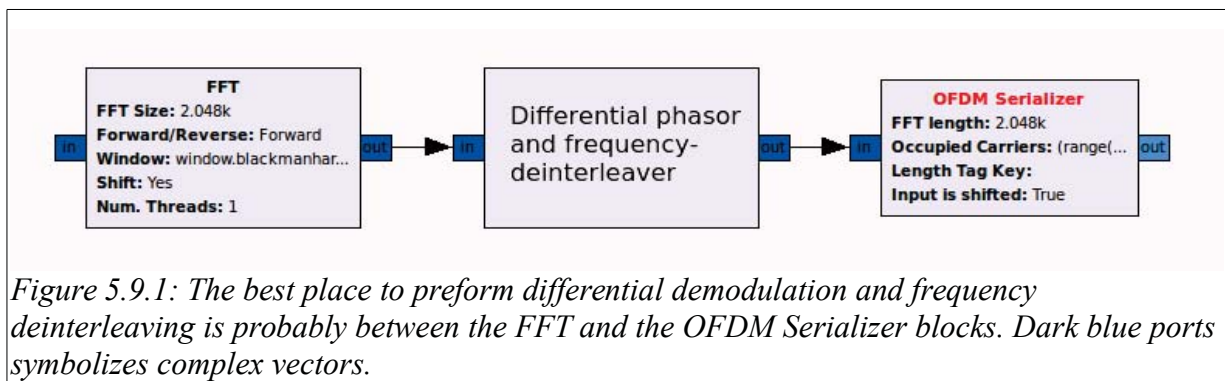 FFT
FFT Size: 2.048k
Forward/Reverse: Forward
Window: window.blackmanhar...
Shift: Yes
Num. Threads: 1
in
out
in
Differential phasor
and frequency-
deinterleaver
out
in
OFDM Serializer
FFT length: 2.048k
Occupied Carriers: (range(...
Length Tag Key:
Input is shifted: True
out
Figure 5.9.1: The best place to preform differential demodulation and frequency
deinterleaving is probably between the FFT and the OFDM Serializer blocks. Dark blue ports
symbolizes complex vectors.